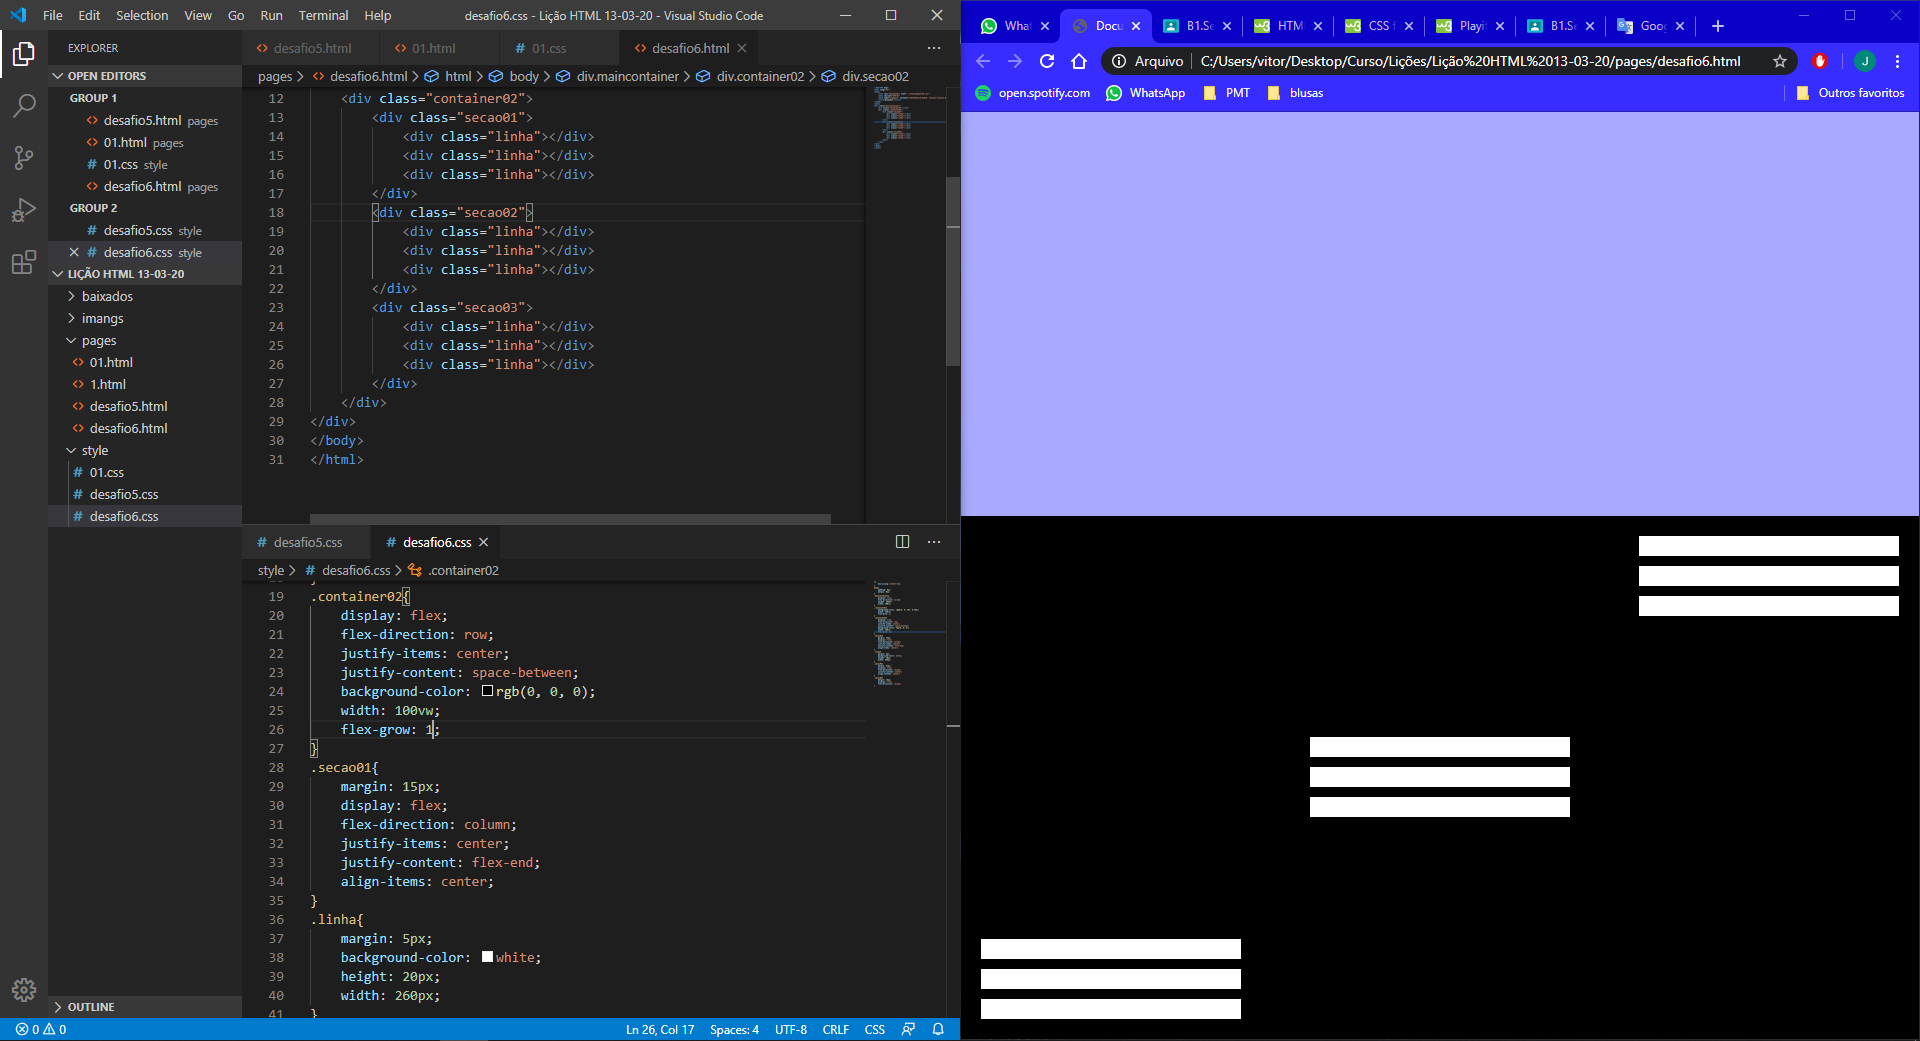 File Edit Selection View Go Run Terminal Help
desafio6.css - Lição HTML 13-03-20 - Visual Studio Code
EXPLORER
OPEN EDITORS
GROUP 1
desafio5.html pages
01.html pages
01.css style
desafio6.html pages
GROUP 2
desafio5.css style
desafio6.css style
LIÇÃO HTML 13-03-20
baixados
imangs
pages
01.html
1.html
desafio5.html
desafio6.html
style
01.css
desafio5.css
desafio6.css
OUTLINE
desafio5.html 01.html 01.css desafio6.html
pages > desafio6.html > html > body > div.maincontainer > div.container02 > div.secao02
12 <div class="container02">
13 <div class="secao01">
14 <div class="linha"></div>
15 <div class="linha"></div>
16 <div class="linha"></div>
17 </div>
18 <div class="secao02">
19 <div class="linha"></div>
20 <div class="linha"></div>
21 <div class="linha"></div>
22 </div>
23 <div class="secao03">
24 <div class="linha"></div>
25 <div class="linha"></div>
26 <div class="linha"></div>
27 </div>
28 </div>
29 </div>
30 </body>
31 </html>
desafio5.css desafio6.css
style > desafio6.css > .container02
19 .container02{
20 display: flex;
21 flex-direction: row;
22 justify-items: center;
23 justify-content: space-between;
24 background-color: rgb(0, 0, 0);
25 width: 100vw;
26 flex-grow: 1;
27 }
28 .secao01{
29 margin: 15px;
30 display: flex;
31 flex-direction: column;
32 justify-items: center;
33 justify-content: flex-end;
34 align-items: center;
35 }
36 .linha{
37 margin: 5px;
38 background-color: white;
39 height: 20px;
40 width: 260px;
41 }
0 0
Ln 26, Col 17 Spaces: 4 UTF-8 CRLF CSS
What Docu B1.Se HTM CSS f Playi B1.Se Goog
Arquivo C:/Users/vitor/Desktop/Curso/Lições/Lição%20HTML%2013-03-20/pages/desafio6.html
J
open.spotify.com WhatsApp PMT blusas Outros favoritos